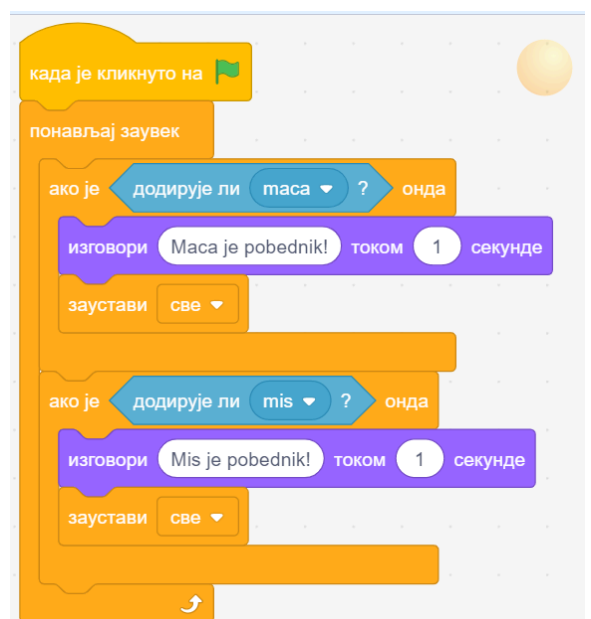 када је кликнуто на
понављај заувек
ако је додирује ли maca ? онда
изговори Maca je pobednik! током 1 секунде
заустави све
ако је додирује ли mis ? онда
изговори Mis je pobednik! током 1 секунде
заустави све